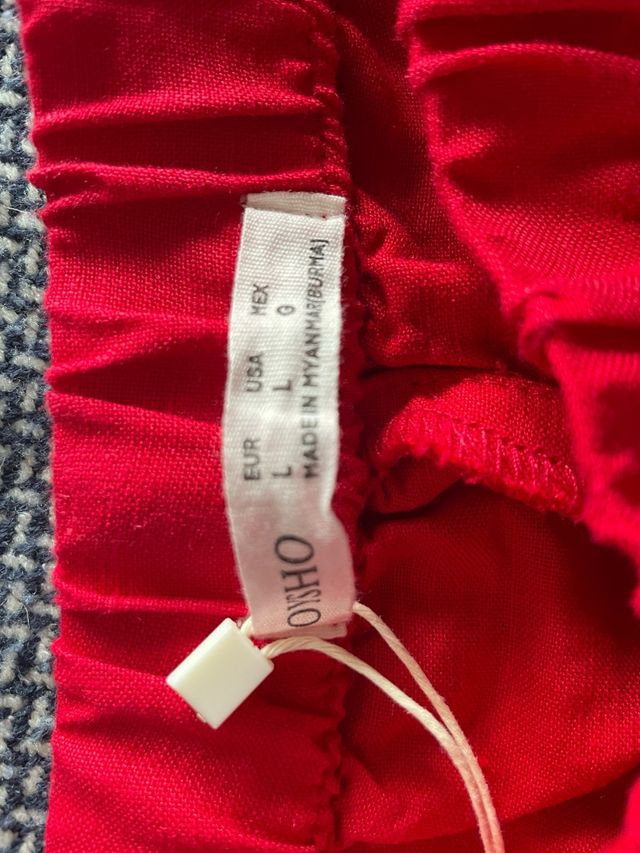 OYSHO
EUR USA MEX
L L G
MADE IN MYANMAR(BURMA)